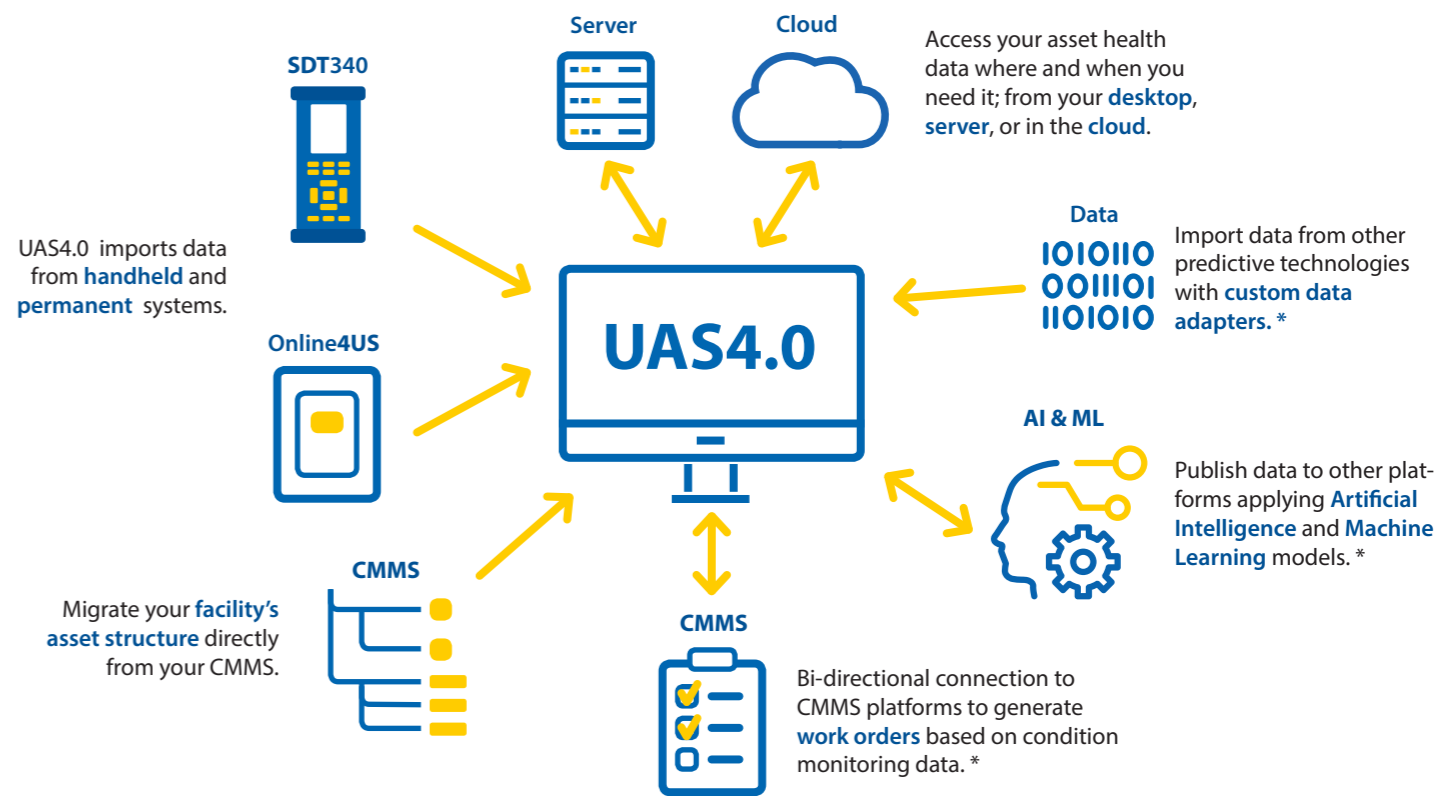 Server
Cloud
Access your asset health
data where and when you
need it; from your desktop,
server, or in the cloud.
SDT340
UAS4.0 imports data
from handheld and
permanent systems.
Data
1010110
0011101
1101010
Import data from other
predictive technologies
with custom data
adapters. *
UAS4.0
Online4US
AI & ML
Publish data to other plat-
forms applying Artificial
Intelligence and Machine
Learning models. *
CMMS
Migrate your facility’s
asset structure directly
from your CMMS.
CMMS
Bi-directional connection to
CMMS platforms to generate
work orders based on condition
monitoring data. *